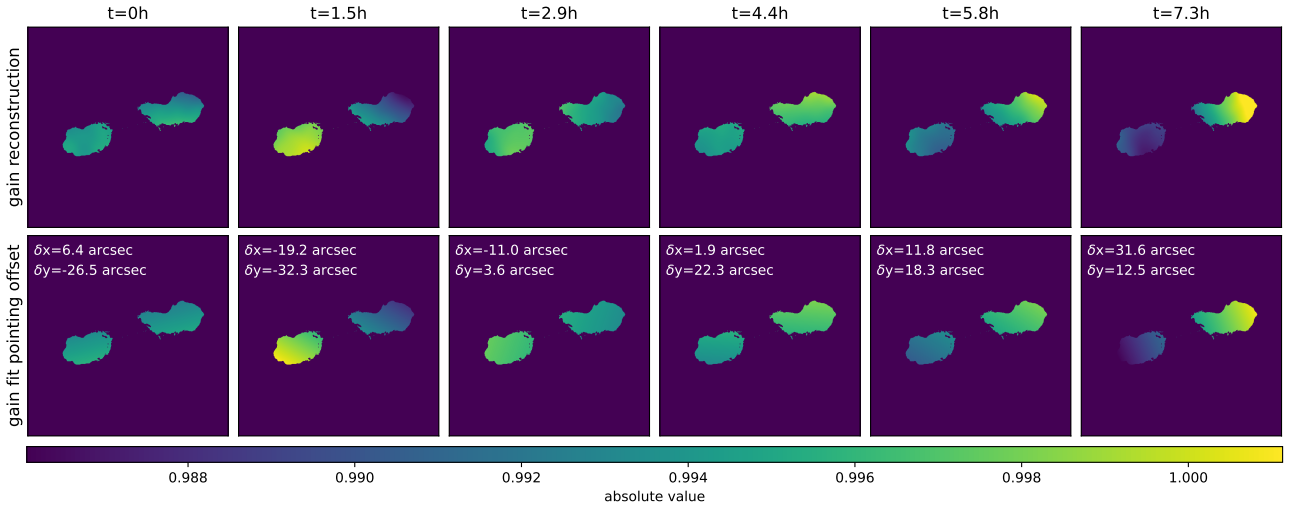 t=0h t=1.5h t=2.9h t=4.4h t=5.8h t=7.3h
gain reconstruction
gain fit pointing offset
δx=6.4 arcsec δx=-19.2 arcsec δx=-11.0 arcsec δx=1.9 arcsec δx=11.8 arcsec δx=31.6 arcsec
δy=-26.5 arcsec δy=-32.3 arcsec δy=3.6 arcsec δy=22.3 arcsec δy=18.3 arcsec δy=12.5 arcsec
0.988 0.990 0.992 0.994 0.996 0.998 1.000
absolute value